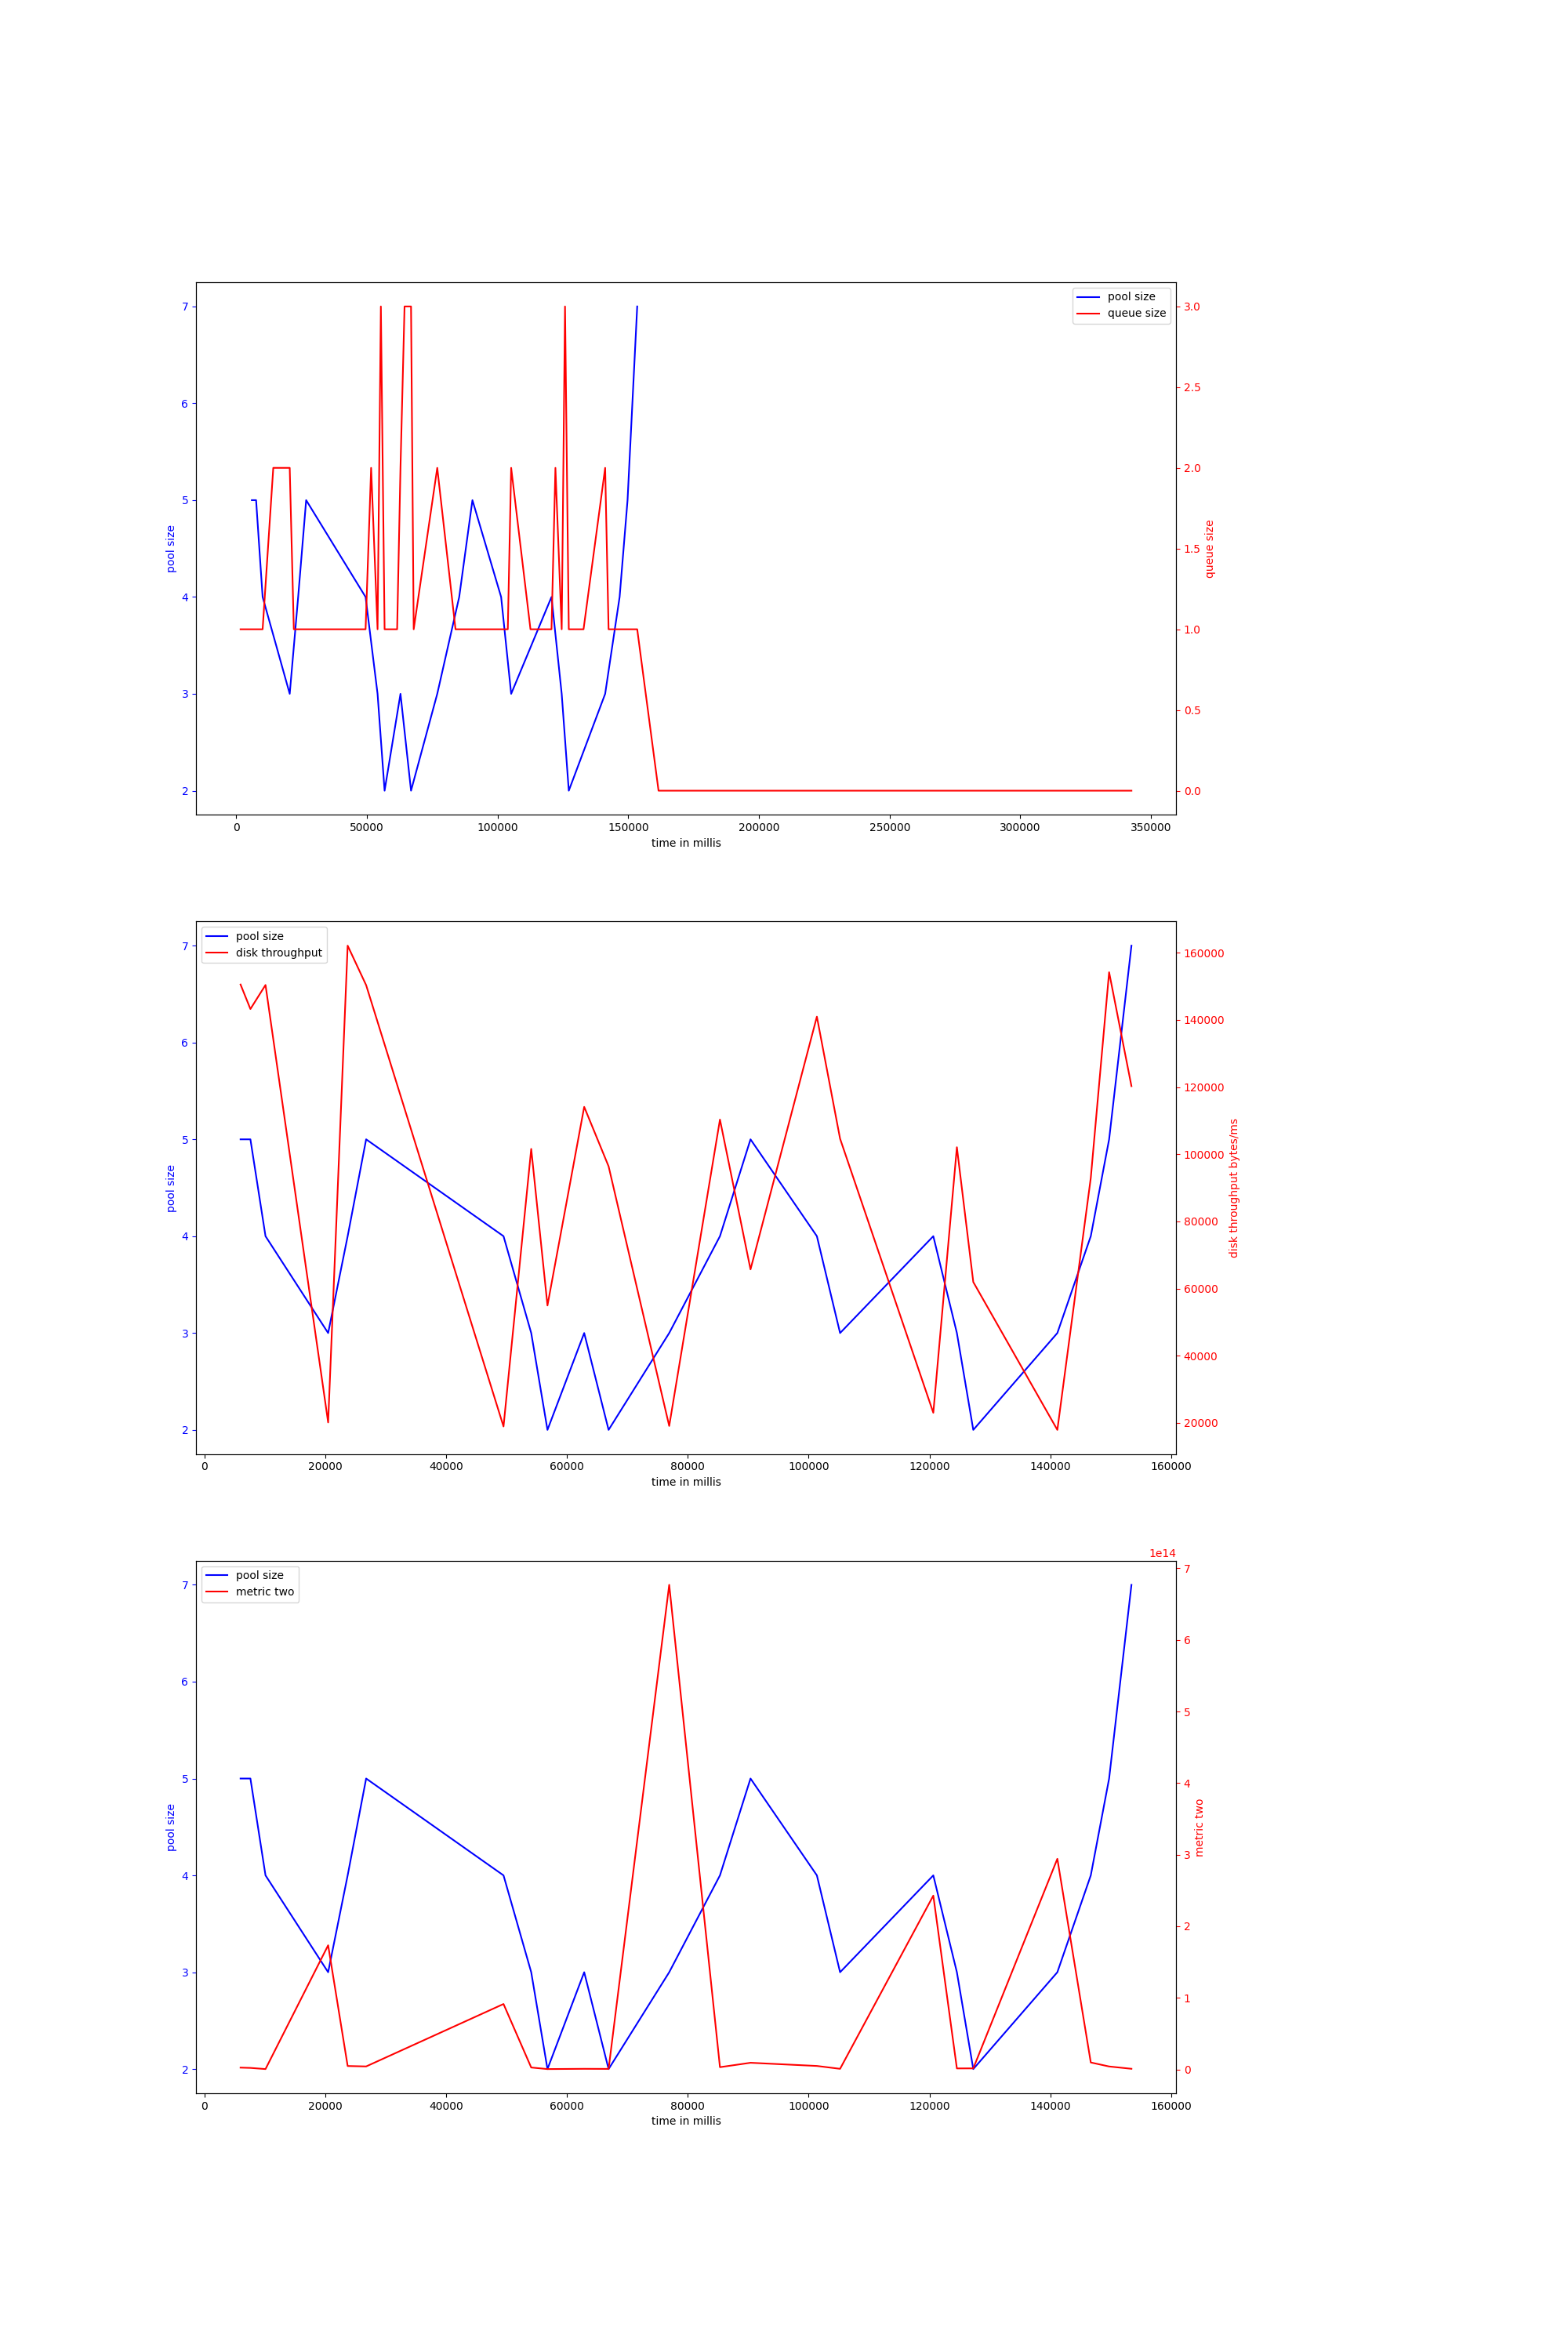 pool size
queue size
7
6
5
4
3
2
pool size
3.0
2.5
2.0
1.5
1.0
0.5
0.0
queue size
0 50000 100000 150000 200000 250000 300000 350000
time in millis
pool size
disk throughput
7
6
5
4
3
2
pool size
160000
140000
120000
100000
80000
60000
40000
20000
disk throughput bytes/ms
0 20000 40000 60000 80000 100000 120000 140000 160000
time in millis
1e14
pool size
metric two
7
6
5
4
3
2
pool size
7
6
5
4
3
2
1
0
metric two
0 20000 40000 60000 80000 100000 120000 140000 160000
time in millis